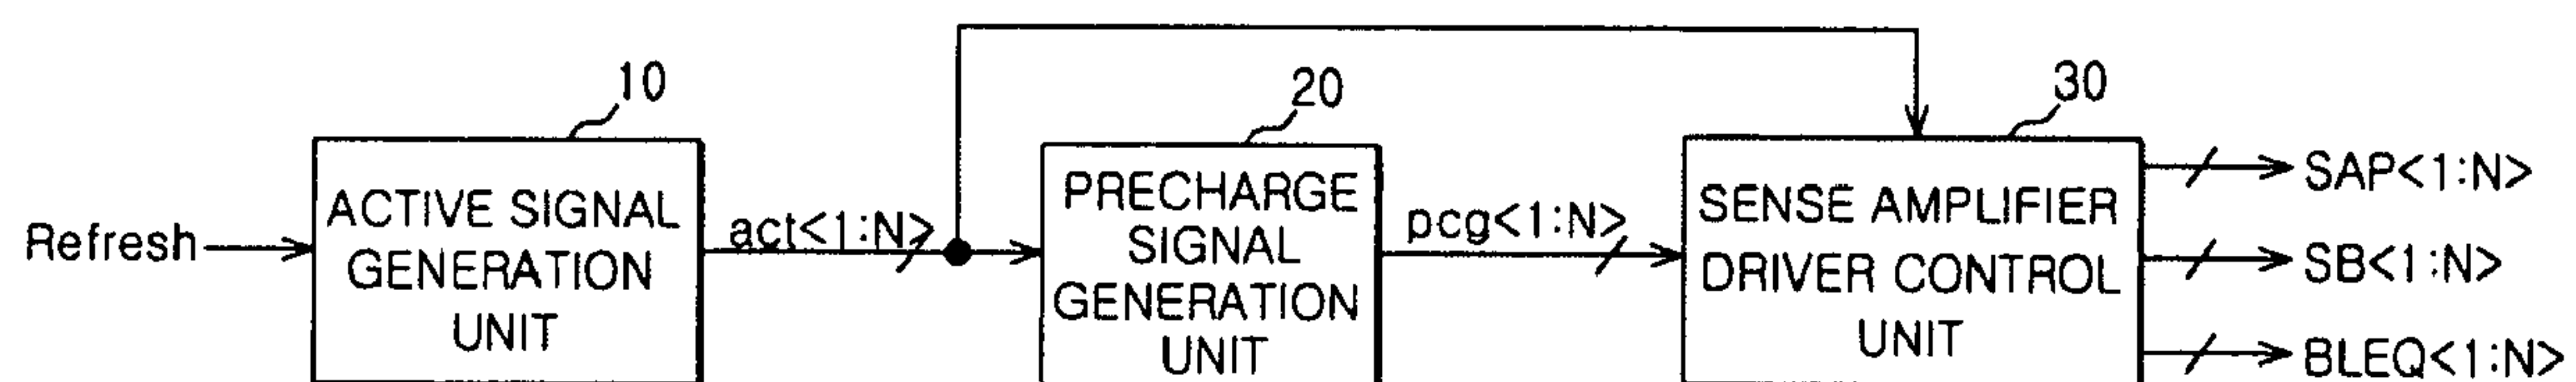 10
20
30
Refresh
ACTIVE SIGNAL
GENERATION
UNIT
act<1:N>
PRECHARGE
SIGNAL
GENERATION
UNIT
pcg<1:N>
SENSE AMPLIFIER
DRIVER CONTROL
UNIT
SAP<1:N>
SB<1:N>
BLEQ<1:N>